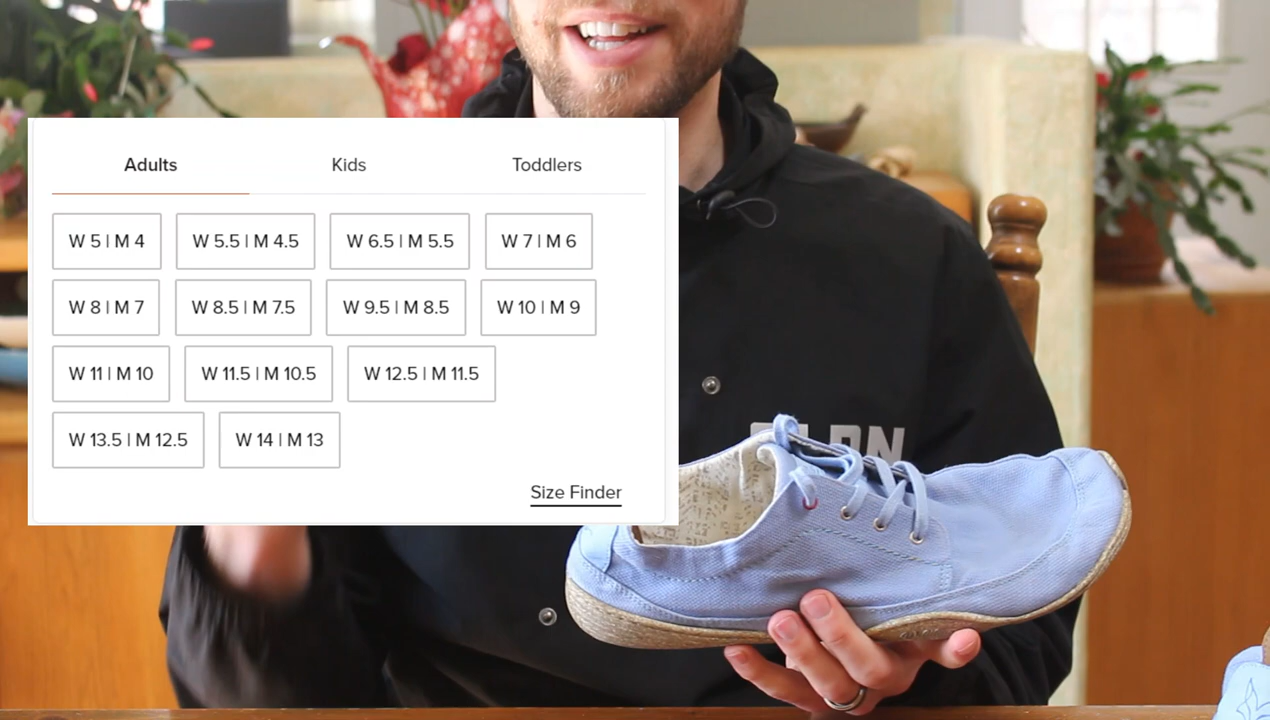 Adults Kids Toddlers
W 5 | M 4 W 5.5 | M 4.5 W 6.5 | M 5.5 W 7 | M 6
W 8 | M 7 W 8.5 | M 7.5 W 9.5 | M 8.5 W 10 | M 9
W 11 | M 10 W 11.5 | M 10.5 W 12.5 | M 11.5
W 13.5 | M 12.5 W 14 | M 13
Size Finder